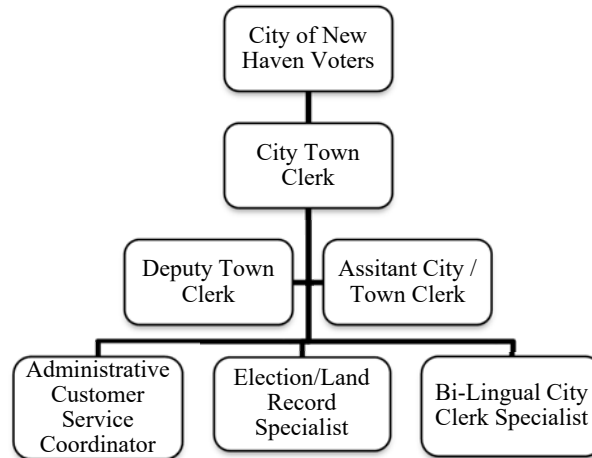 City of New
Haven Voters
City Town
Clerk
Deputy Town
Clerk
Assitant City /
Town Clerk
Administrative
Customer
Service
Coordinator
Election/Land
Record
Specialist
Bi-Lingual City
Clerk Specialist